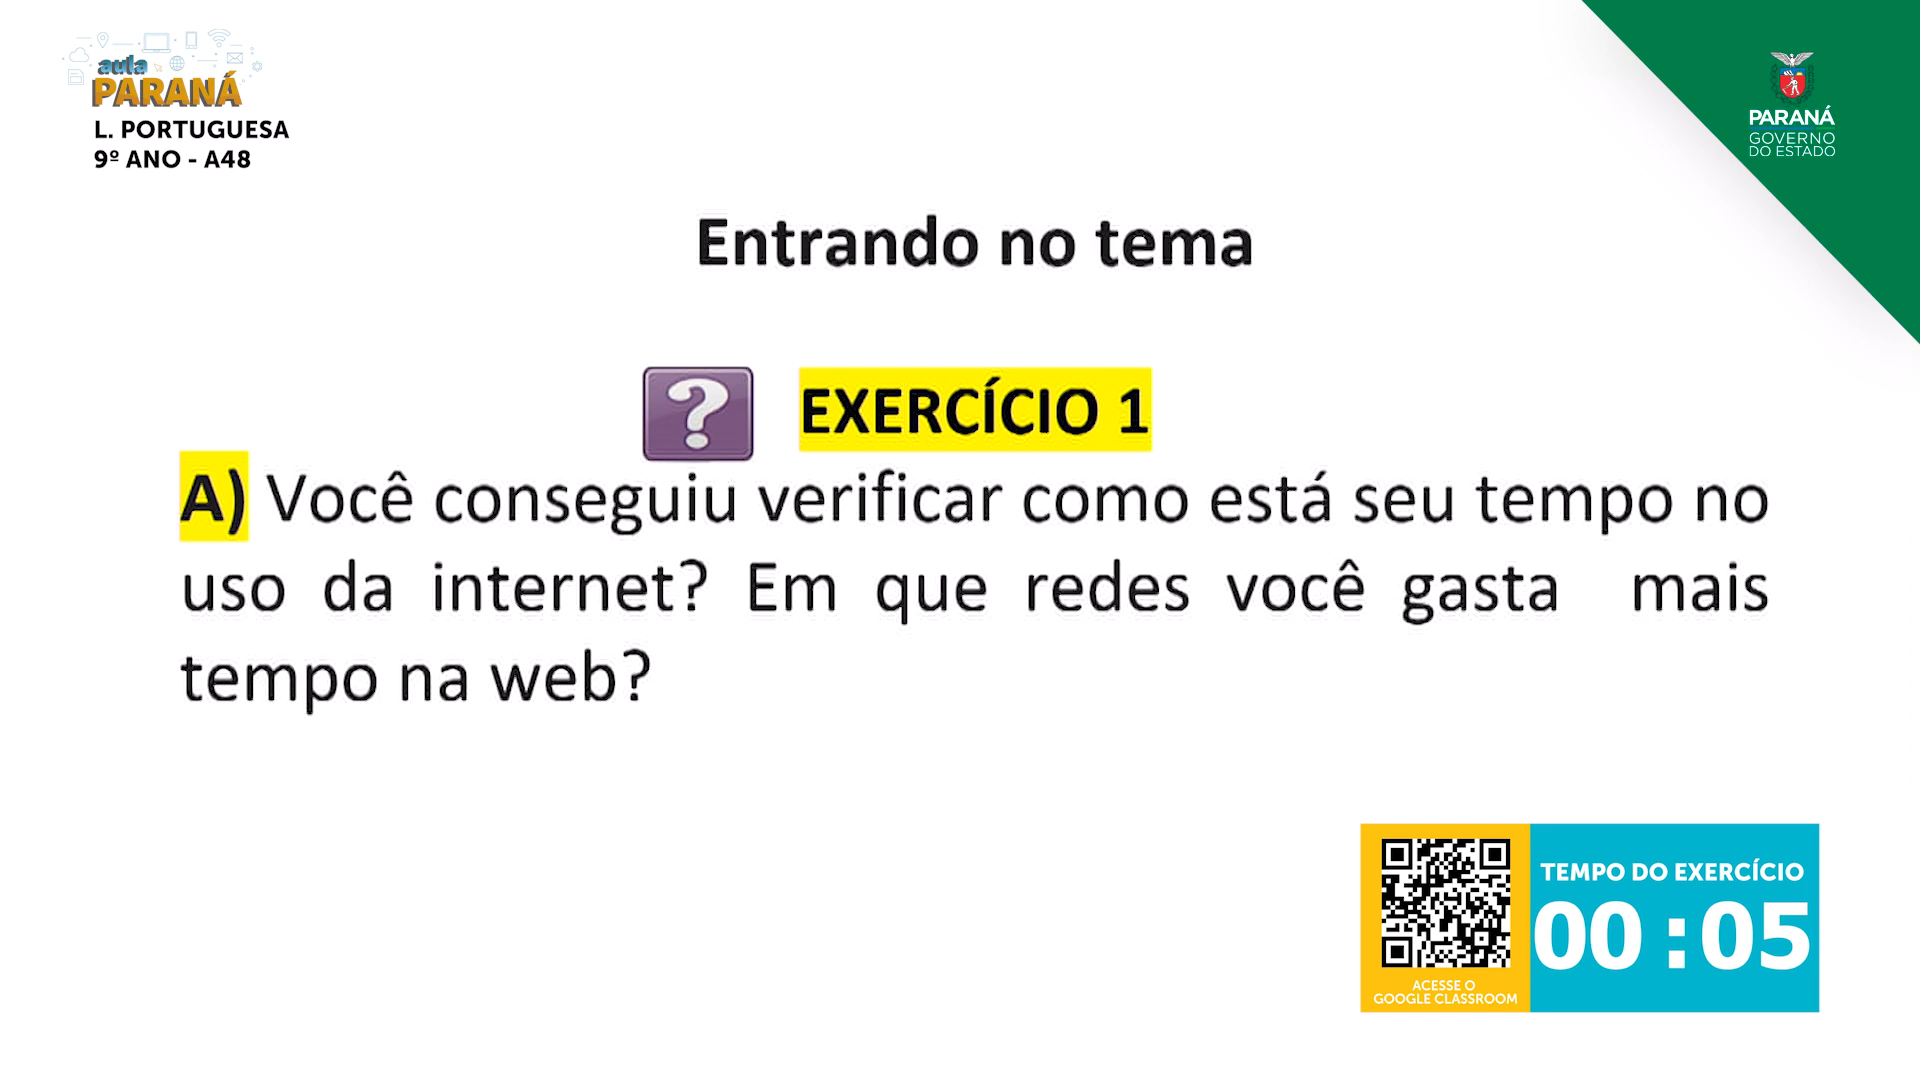 aula
PARANÁ
L. PORTUGUESA
9º ANO - A48
PARANÁ
GOVERNO
DO ESTADO
Entrando no tema
? EXERCÍCIO 1
A) Você conseguiu verificar como está seu tempo no
uso da internet? Em que redes você gasta mais
tempo na web?
TEMPO DO EXERCÍCIO
00:05
ACESSE O
GOOGLE CLASSROOM